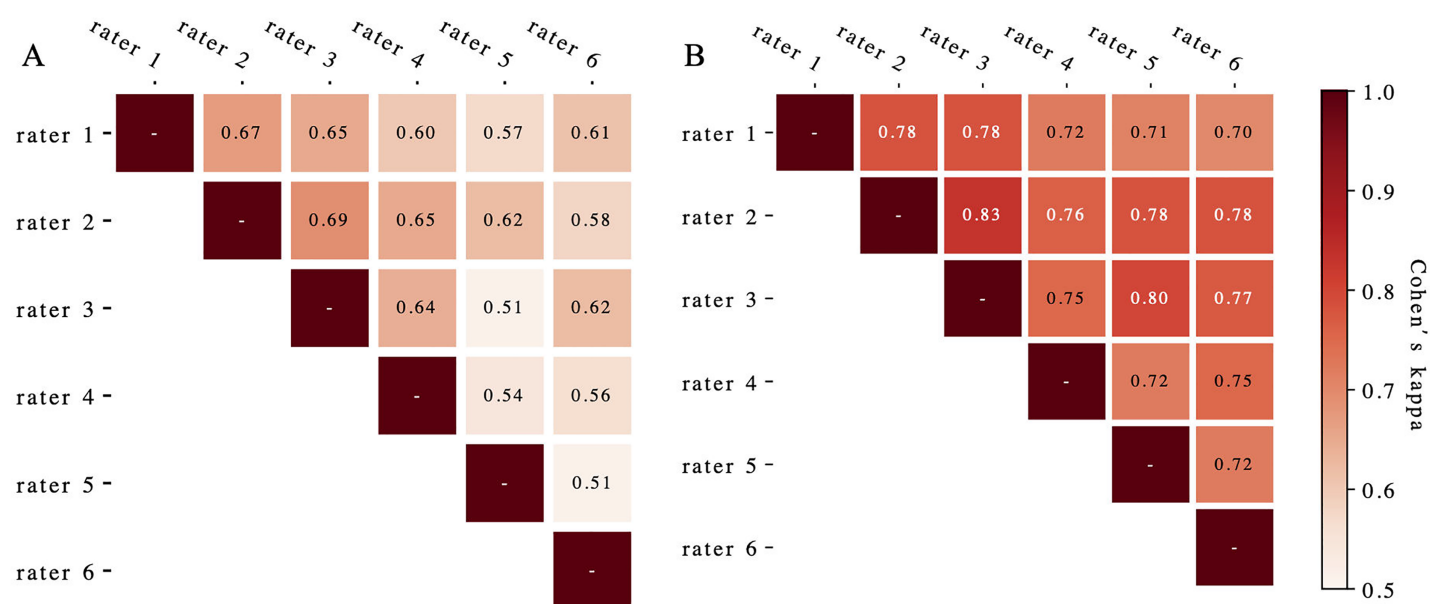 A
rater 1 rater 2 rater 3 rater 4 rater 5 rater 6
rater 1 - 0.67 0.65 0.60 0.57 0.61
rater 2 - 0.69 0.65 0.62 0.58
rater 3 - 0.64 0.51 0.62
rater 4 - 0.54 0.56
rater 5 - 0.51
rater 6 -
B
rater 1 rater 2 rater 3 rater 4 rater 5 rater 6
rater 1 - 0.78 0.78 0.72 0.71 0.70
rater 2 - 0.83 0.76 0.78 0.78
rater 3 - 0.75 0.80 0.77
rater 4 - 0.72 0.75
rater 5 - 0.72
rater 6 -
1.0
0.9
0.8
0.7
0.6
0.5
Cohen's kappa